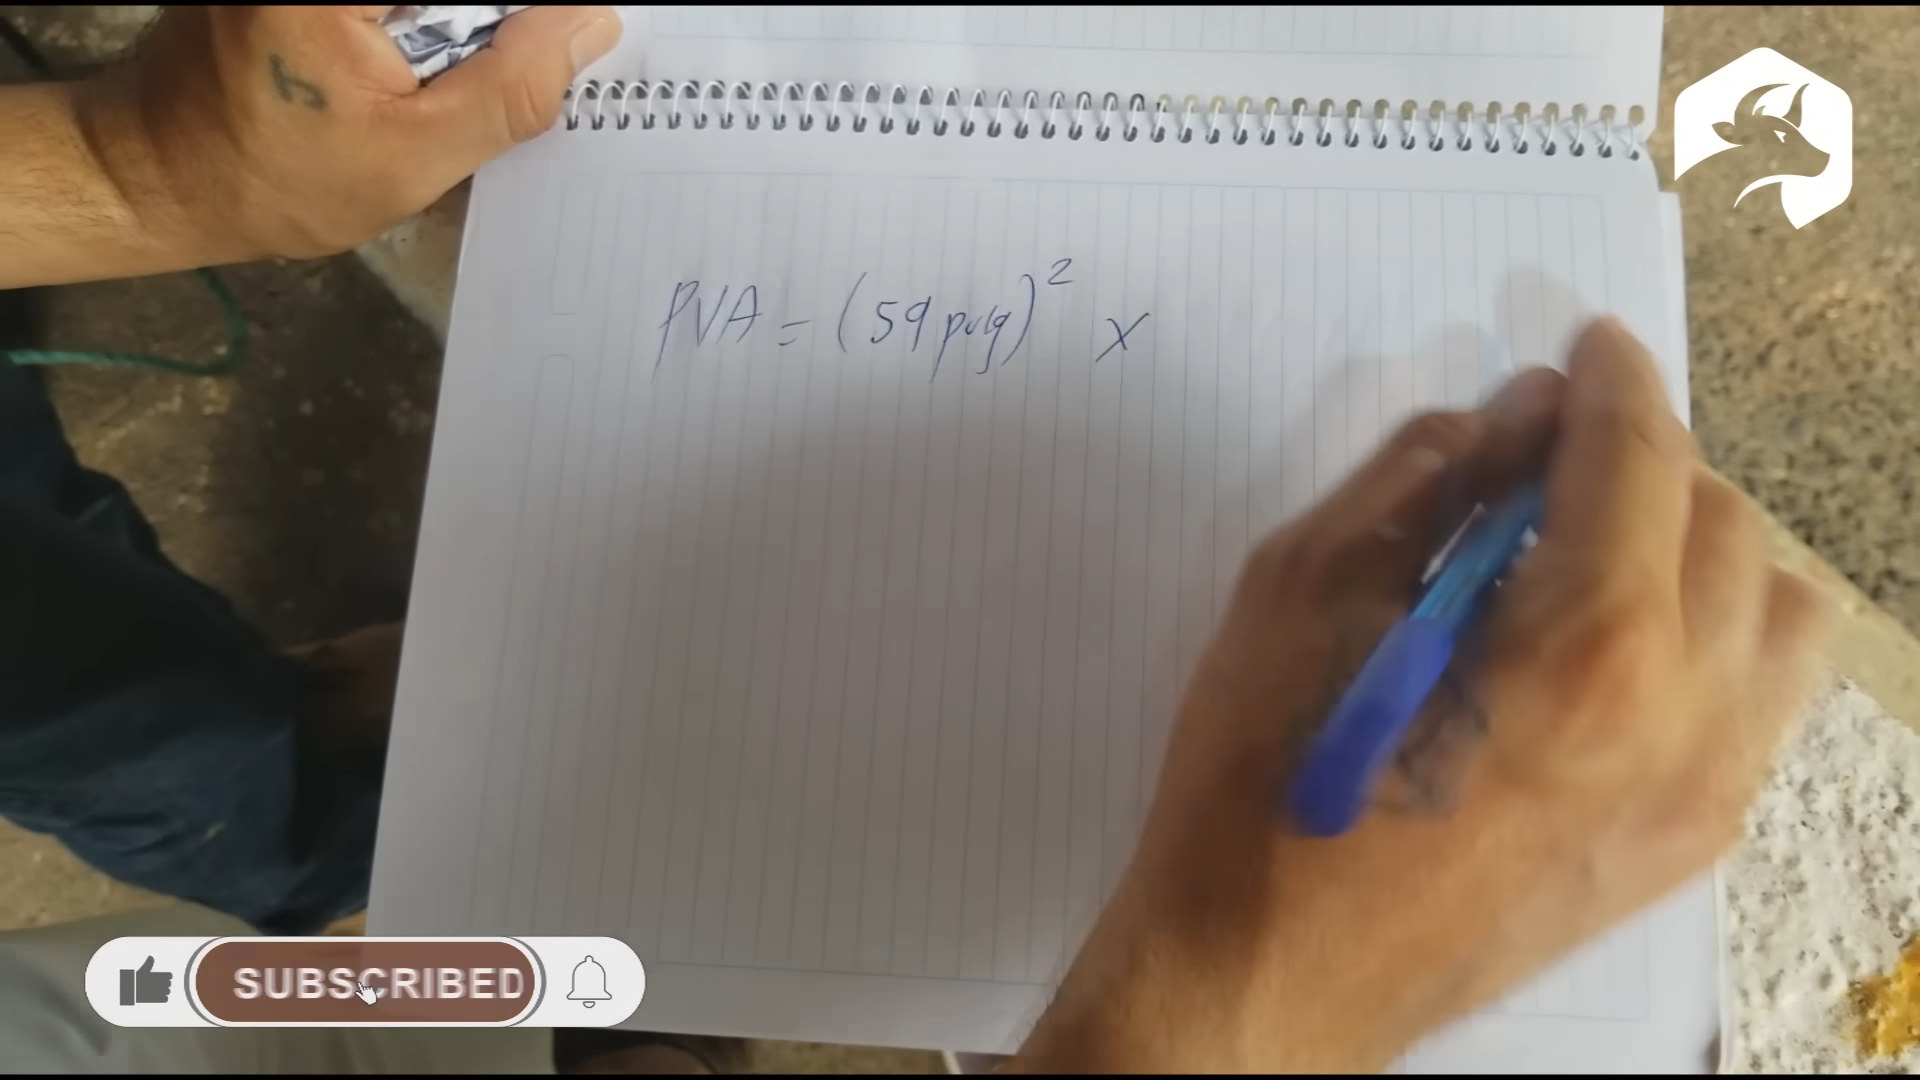 PVA = (59 pulg)² X
SUBSCRIBED